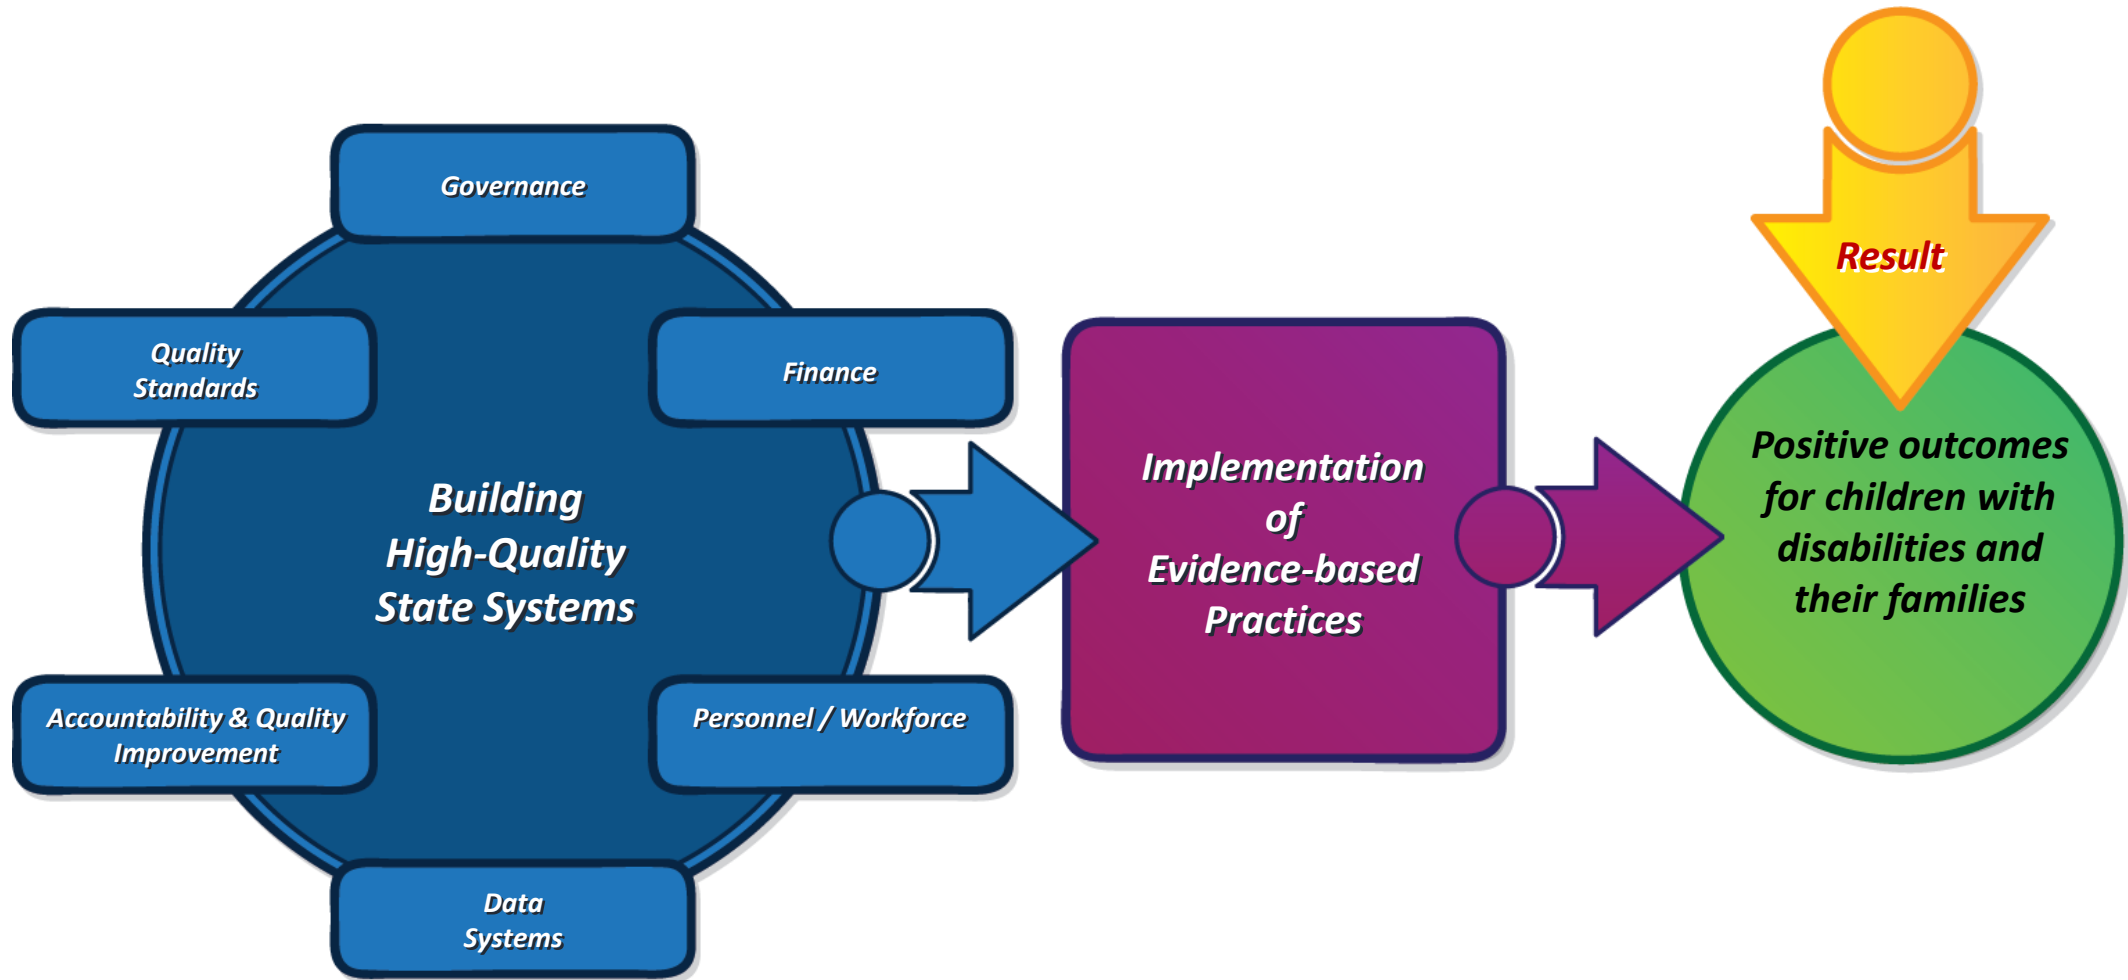 Governance
Quality
Standards
Finance
Building
High-Quality
State Systems
Accountability & Quality
Improvement
Personnel / Workforce
Data
Systems
Implementation
of
Evidence-based
Practices
Result
Positive outcomes
for children with
disabilities and
their families